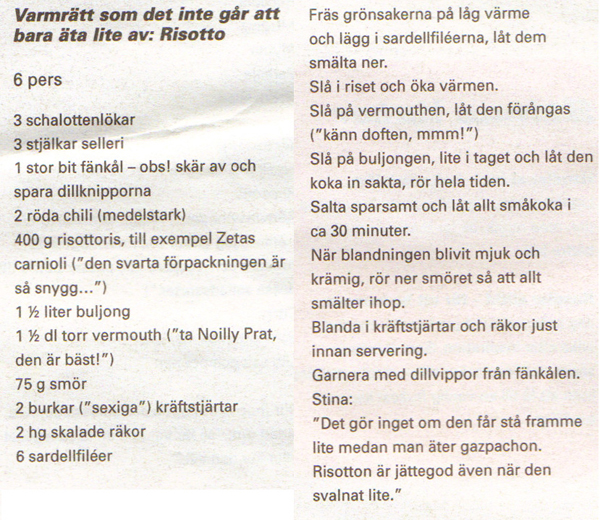 Varmrätt som det inte går att
bara äta lite av: Risotto
6 pers
3 schalottenlökar
3 stjälkar selleri
1 stor bit fänkål – obs! skär av och
spara dillknipporna
2 röda chili (medelstark)
400 g risottoris, till exempel Zetas
carnioli (”den svarta förpackningen är
så snygg...”)
1 ½ liter buljong
1 ½ dl torr vermouth (”ta Noilly Prat,
den är bäst!”)
75 g smör
2 burkar (”sexiga”) kräftstjärtar
2 hg skalade räkor
6 sardellfiléer
Fräs grönsakerna på låg värme
och lägg i sardellfiléerna, låt dem
smälta ner.
Slå i riset och öka värmen.
Slå på vermouthen, låt den förångas
(”känn doften, mmm!”)
Slå på buljongen, lite i taget och låt den
koka in sakta, rör hela tiden.
Salta sparsamt och låt allt småkoka i
ca 30 minuter.
När blandningen blivit mjuk och
krämig, rör ner smöret så att allt
smälter ihop.
Blanda i kräftstjärtar och räkor just
innan servering.
Garnera med dillvippor från fänkålen.
Stina:
”Det gör inget om den får stå framme
lite medan man äter gazpachon.
Risotton är jättegod även när den
svalnat lite.”